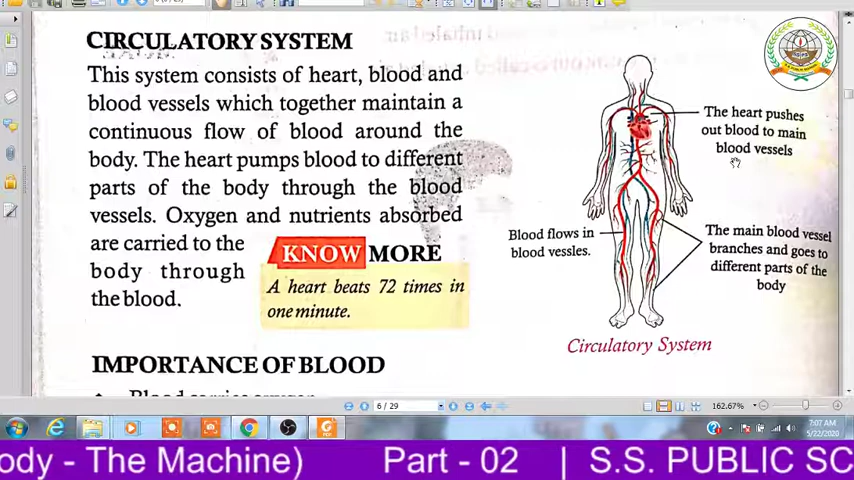 CIRCULATORY SYSTEM
This system consists of heart, blood and
blood vessels which together maintain a
continuous flow of blood around the
body. The heart pumps blood to different
parts of the body through the blood
vessels. Oxygen and nutrients absorbed
are carried to the
body through
the blood.
KNOW MORE
A heart beats 72 times in
one minute.
IMPORTANCE OF BLOOD
Blood carries oxygen
The heart pushes
out blood to main
blood vessels
Blood flows in
blood vessles.
The main blood vessel
branches and goes to
different parts of the
body
Circulatory System
6 / 29
162.67%
7:07 AM
5/22/2020
ody - The Machine) Part - 02 | S.S. PUBLIC SC